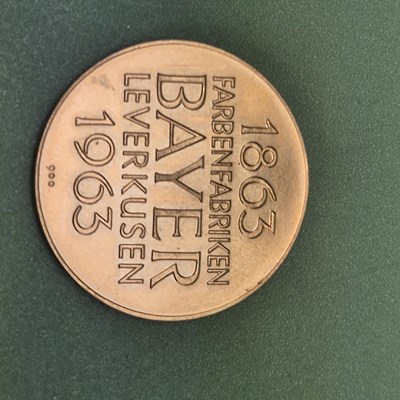 1863
FARBENFABRIKEN
BAYER
LEVERKUSEN
1963
900